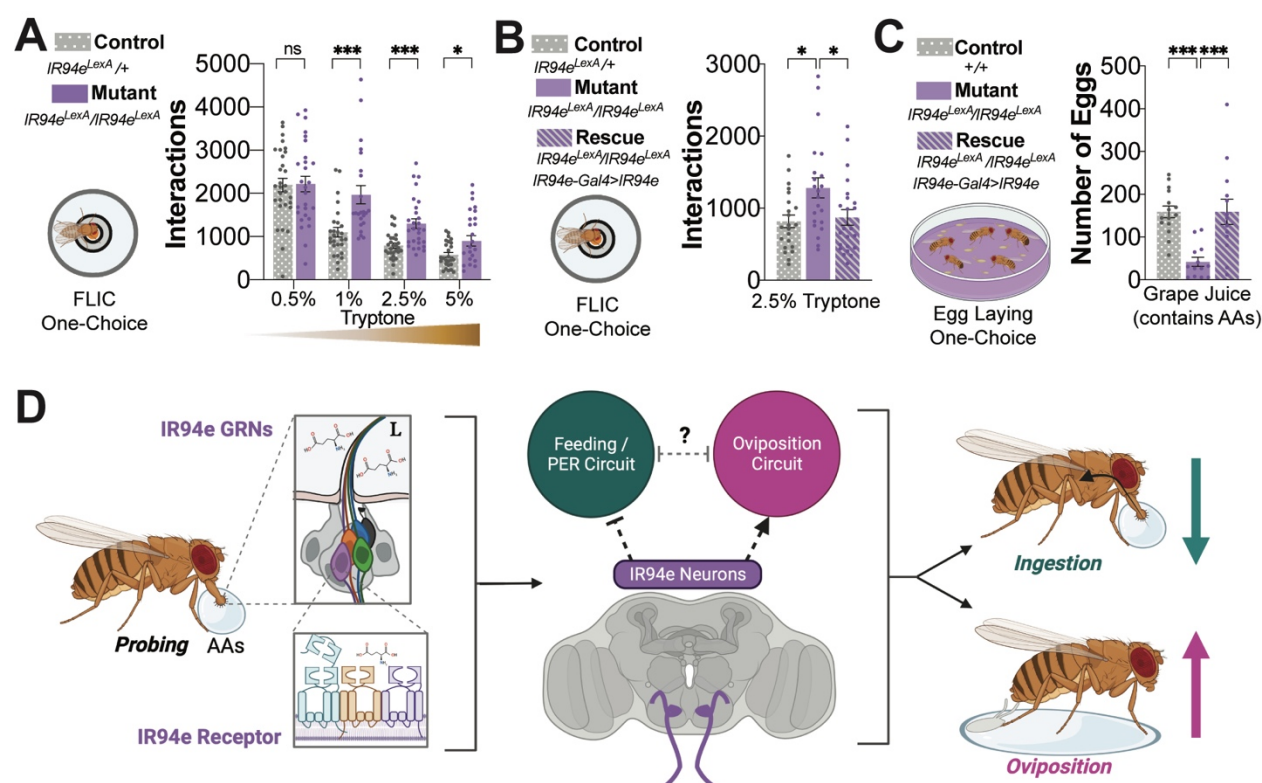 A
Control
IR94e^LexA/+
Mutant
IR94e^LexA/IR94e^LexA
FLIC
One-Choice
Interactions
5000
4000
3000
2000
1000
0
ns
***
***
*
0.5%
1%
2.5%
5%
Tryptone
B
Control
IR94e^LexA/+
Mutant
IR94e^LexA/IR94e^LexA
Rescue
IR94e^LexA/IR94e^LexA
IR94e-Gal4>IR94e
FLIC
One-Choice
Interactions
3000
2000
1000
0
*
*
2.5% Tryptone
C
Control
+/+
Mutant
IR94e^LexA/IR94e^LexA
Rescue
IR94e^LexA /IR94e^LexA
IR94e-Gal4>IR94e
Egg Laying
One-Choice
Number of Eggs
500
400
300
200
100
0
***
***
Grape Juice
(contains AAs)
D
IR94e GRNs
L
Probing
AAs
IR94e Receptor
Feeding /
PER Circuit
?
Oviposition
Circuit
IR94e Neurons
Ingestion
Oviposition